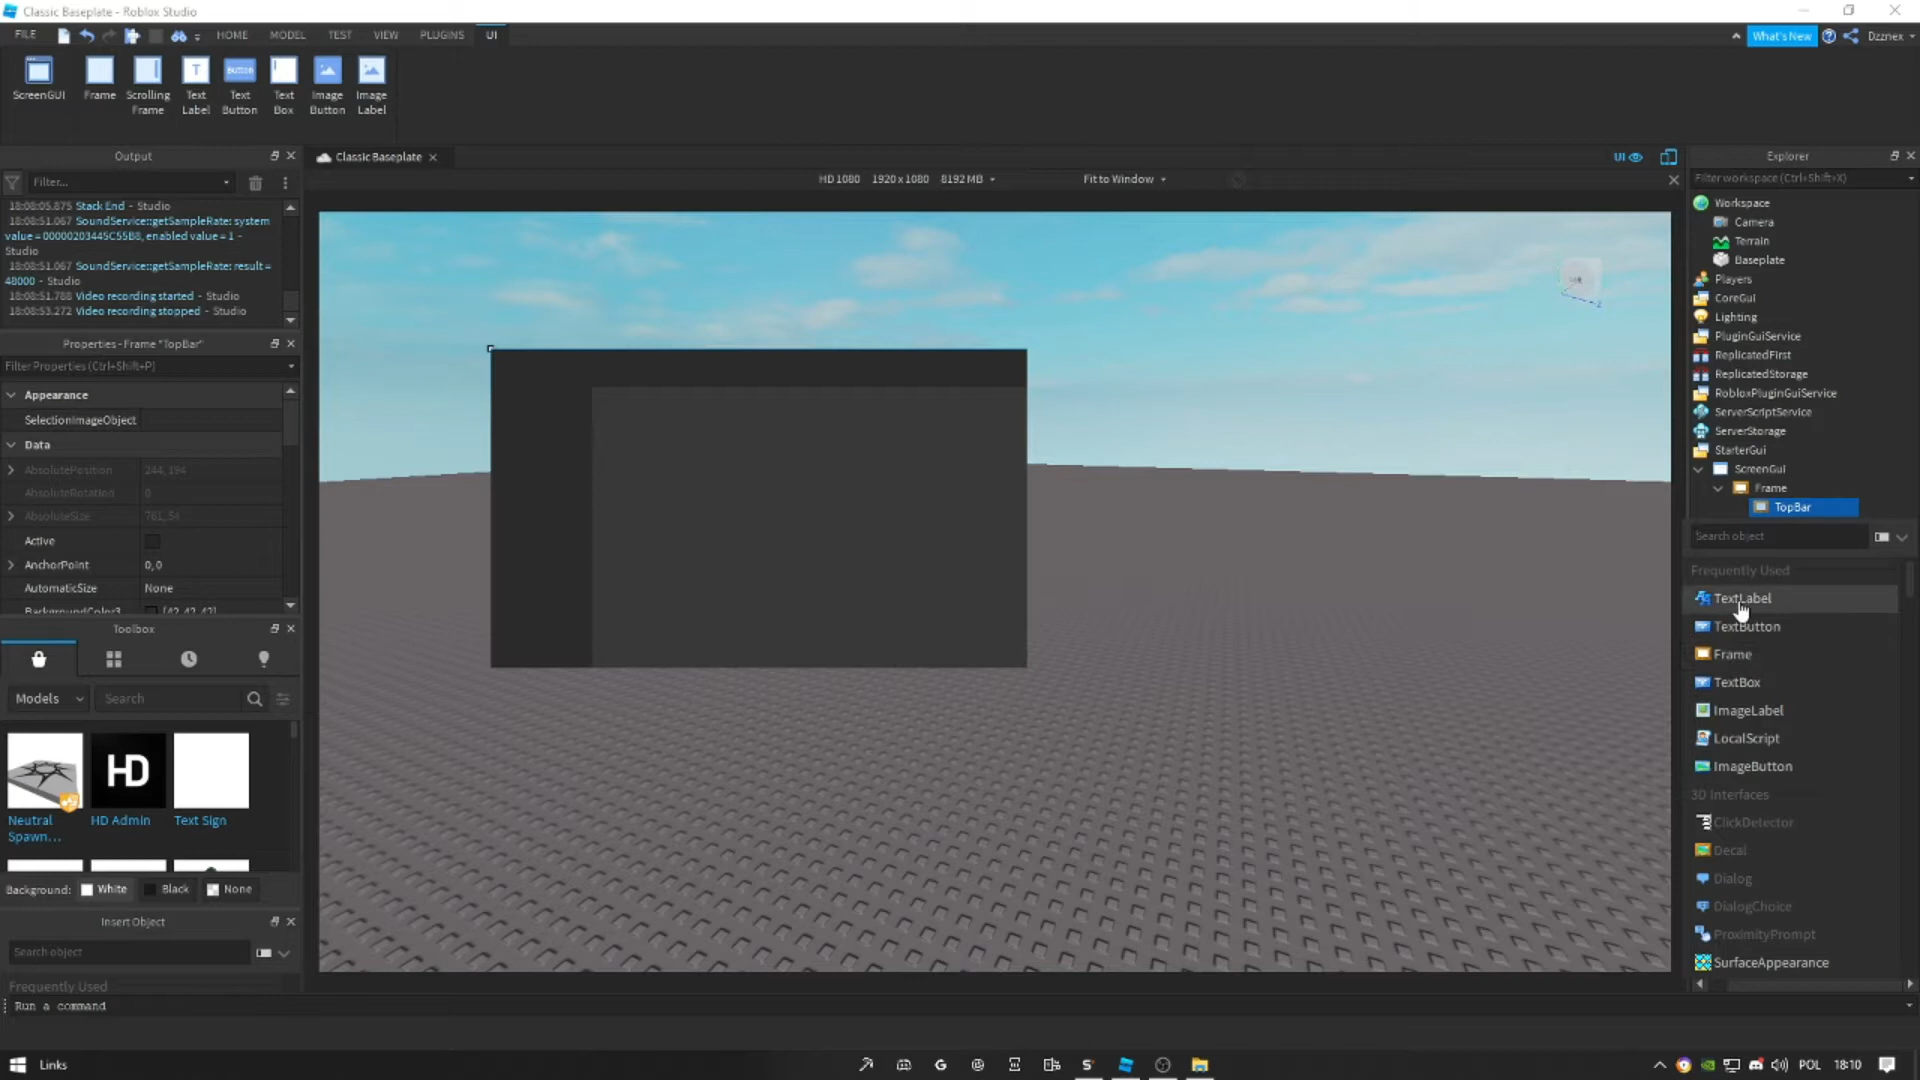 Classic Baseplate - Roblox Studio
FILE
HOME
MODEL
TEST
VIEW
PLUGINS
UI
What's New
Dzznex
ScreenGUI
Frame
Scrolling
Frame
Text
Label
Text
Button
Text
Box
Image
Button
Image
Label
Output
Filter...
18:08:05.875 Stack End - Studio
18:08:51.067 SoundService::getSampleRate: system
value = 00000203445C55B8, enabled value = 1 -
Studio
18:08:51.067 SoundService::getSampleRate: result =
48000 - Studio
18:08:51.788 Video recording started - Studio
18:08:53.272 Video recording stopped - Studio
Properties - Frame "TopBar"
Filter Properties (Ctrl+Shift+P)
Appearance
SelectionImageObject
Data
AbsolutePosition 244, 194
AbsoluteRotation 0
AbsoluteSize 761, 54
Active
AnchorPoint 0, 0
AutomaticSize None
BackgroundColor3 [42, 42, 42]
Toolbox
Models
Search
Neutral
Spawn...
HD
HD Admin
Text Sign
Background: White Black None
Insert Object
Search object
Frequently Used
Run a command
Classic Baseplate
UI
HD 1080 1920 x 1080 8192 MB
Fit to Window
Explorer
Filter workspace (Ctrl+Shift+X)
Workspace
Camera
Terrain
Baseplate
Players
CoreGui
Lighting
PluginGuiService
ReplicatedFirst
ReplicatedStorage
RobloxPluginGuiService
ServerScriptService
ServerStorage
StarterGui
ScreenGui
Frame
TopBar
Search object
Frequently Used
TextLabel
TextButton
Frame
TextBox
ImageLabel
LocalScript
ImageButton
3D Interfaces
ClickDetector
Decal
Dialog
DialogChoice
ProximityPrompt
SurfaceAppearance
Links
POL
18:10